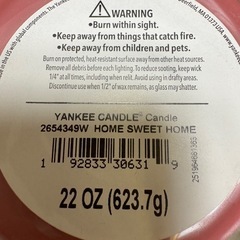 WARNING
•Burn within sight.
•Keep away from things that catch fire.
•Keep away from children and pets.
Burn on protected, heat-resistant surface away from other heat sources.
Remove all debris before each lighting. To reduce sooting, keep wick
1/4" at all times, including when relit. Avoid using in drafty areas.
Discontinue use when 1/2" of wax remains, as glass may shatter.
YANKEE CANDLE® Candle
2654349W HOME SWEET HOME
1 92833 30631 9
22 OZ (623.7g)